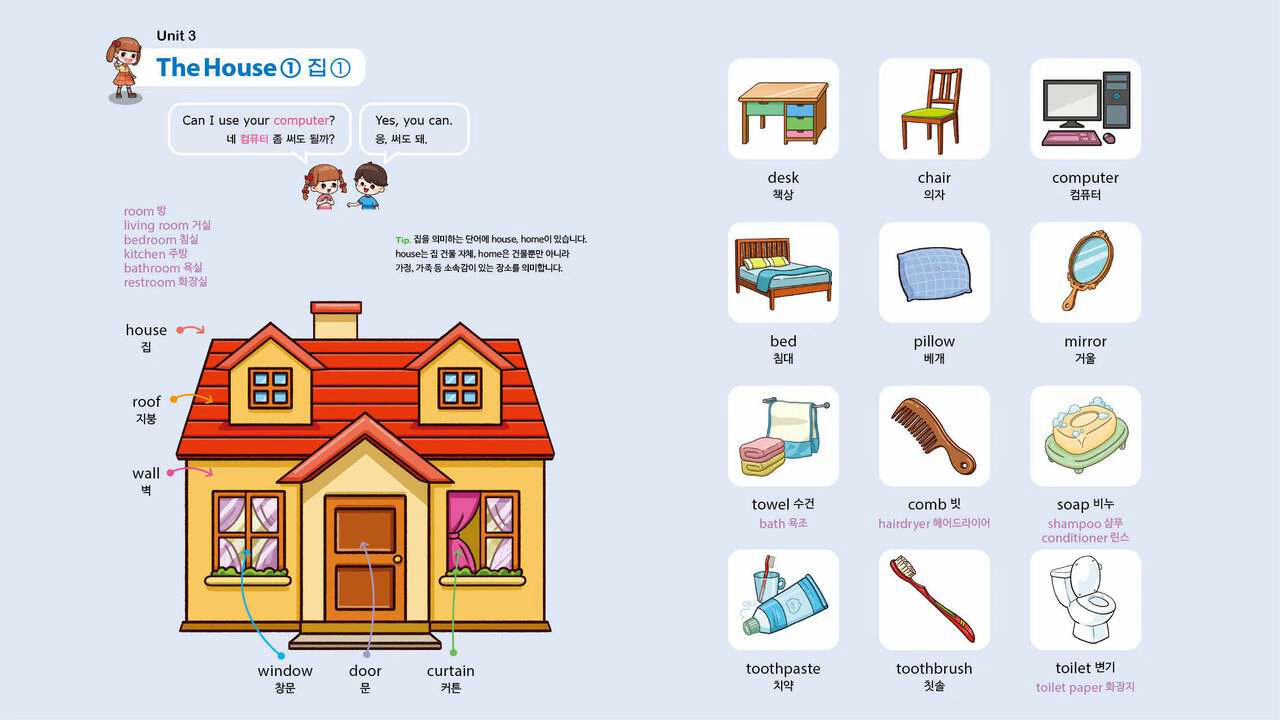 Unit 3
The House ① 집 ①
Can I use your computer?
네 컴퓨터 좀 써도 될까?
Yes, you can.
응, 써도 돼.
room 방
living room 거실
bedroom 침실
kitchen 주방
bathroom 욕실
restroom 화장실
Tip. 집을 의미하는 단어에 house, home이 있습니다.
house는 집 건물 자체, home은 건물뿐만 아니라
가정, 가족 등 소속감이 있는 장소를 의미합니다.
house
집
roof
지붕
wall
벽
window
창문
door
문
curtain
커튼
desk
책상
chair
의자
computer
컴퓨터
bed
침대
pillow
베개
mirror
거울
towel 수건
bath 욕조
comb 빗
hairdryer 헤어드라이어
soap 비누
shampoo 샴푸
conditioner 린스
toothpaste
치약
toothbrush
칫솔
toilet 변기
toilet paper 화장지